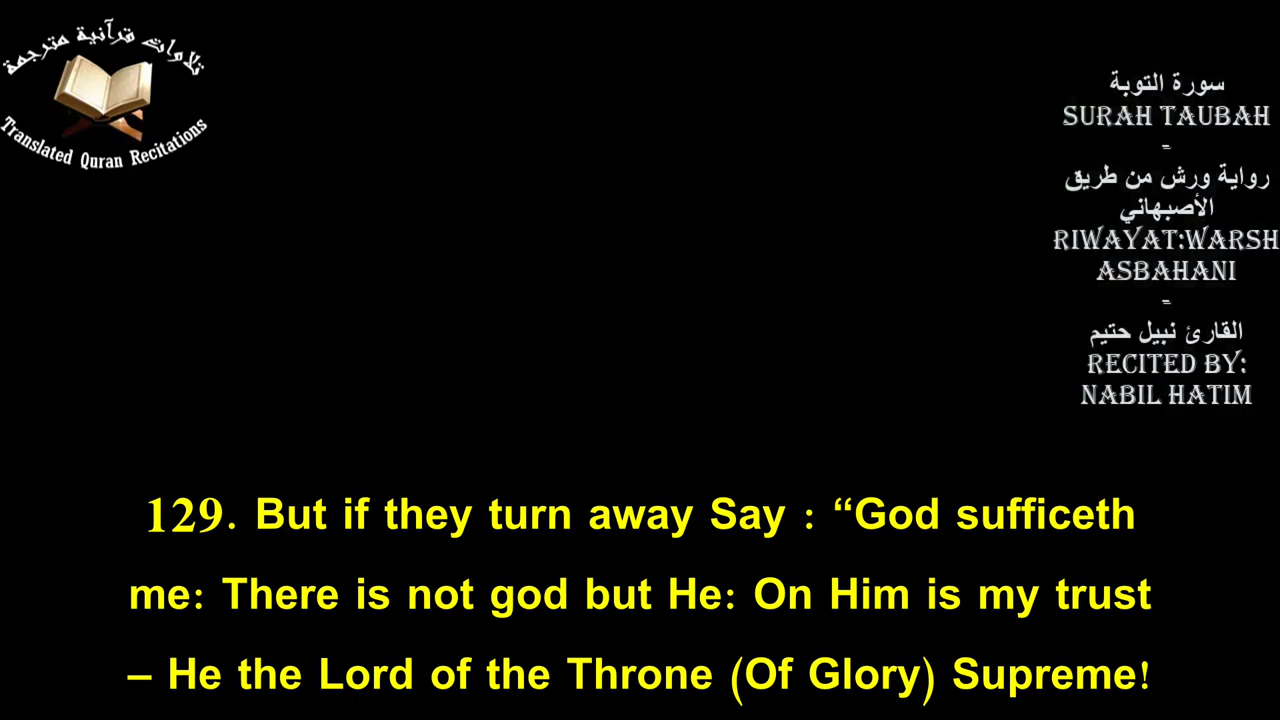 تلاوات قرآنية مترجمة
Translated Quran Recitations
سورة التوبة
SURAH TAUBAH
-
رواية ورش من طريق
الأصبهاني
RIWAYAT:WARSH
ASBAHANI
-
القارئ نبيل حتيم
RECITED BY:
NABIL HATIM
129. But if they turn away Say : “God sufficeth
me: There is not god but He: On Him is my trust
– He the Lord of the Throne (Of Glory) Supreme!